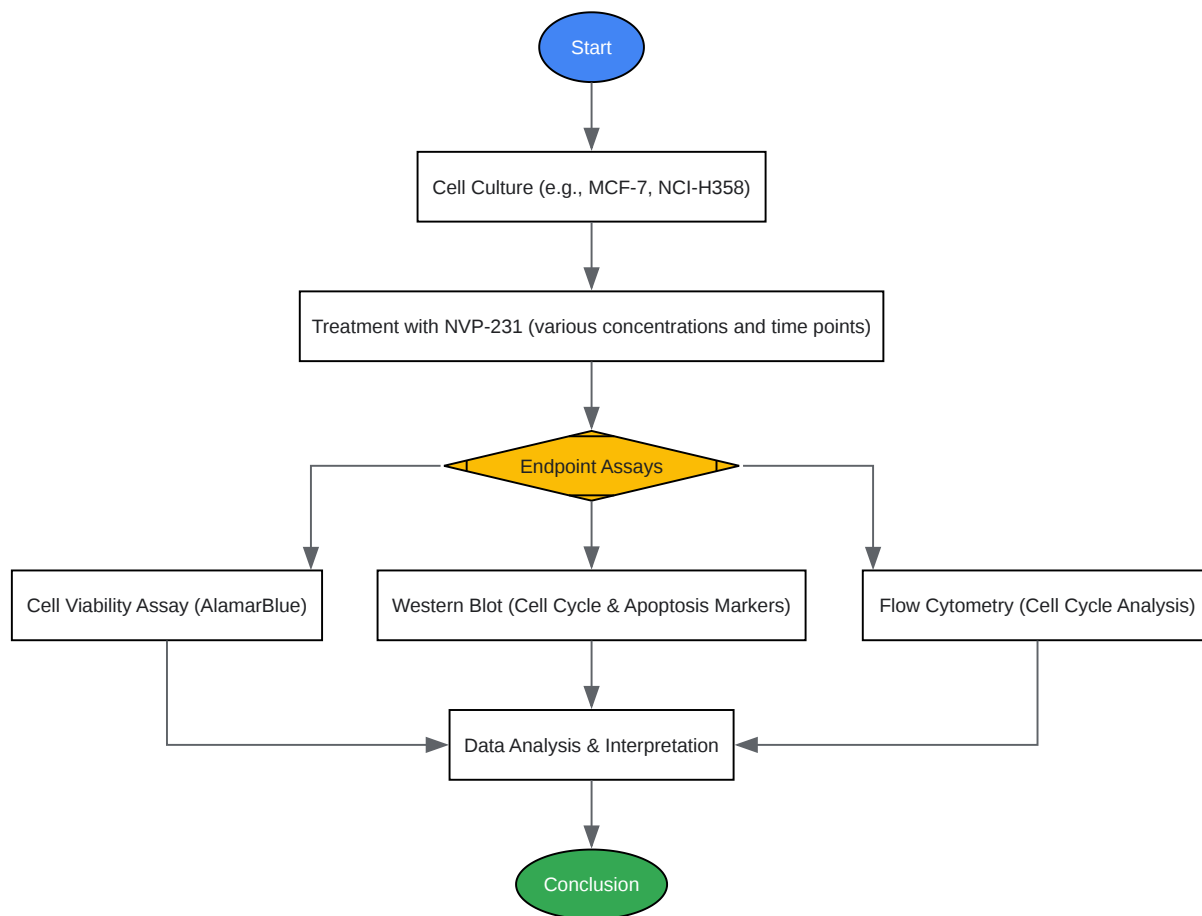 Start
Cell Culture (e.g., MCF-7, NCI-H358)
Treatment with NVP-231 (various concentrations and time points)
Endpoint Assays
Cell Viability Assay (AlamarBlue)
Western Blot (Cell Cycle & Apoptosis Markers)
Flow Cytometry (Cell Cycle Analysis)
Data Analysis & Interpretation
Conclusion